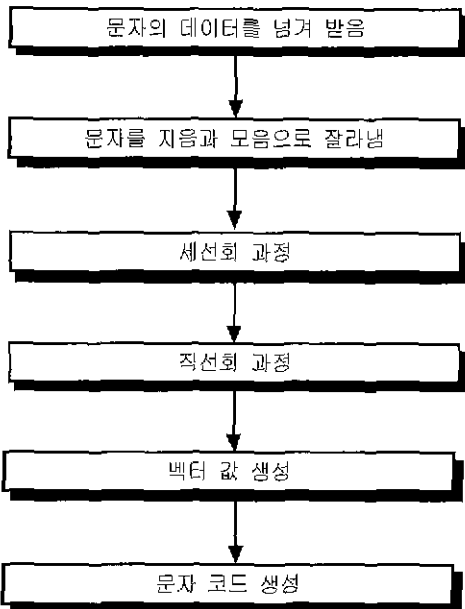 문자의 데이터를 넘겨 받음
문자를 자음과 모음으로 잘라냄
세선화 과정
직선화 과정
벡터 값 생성
문자 코드 생성